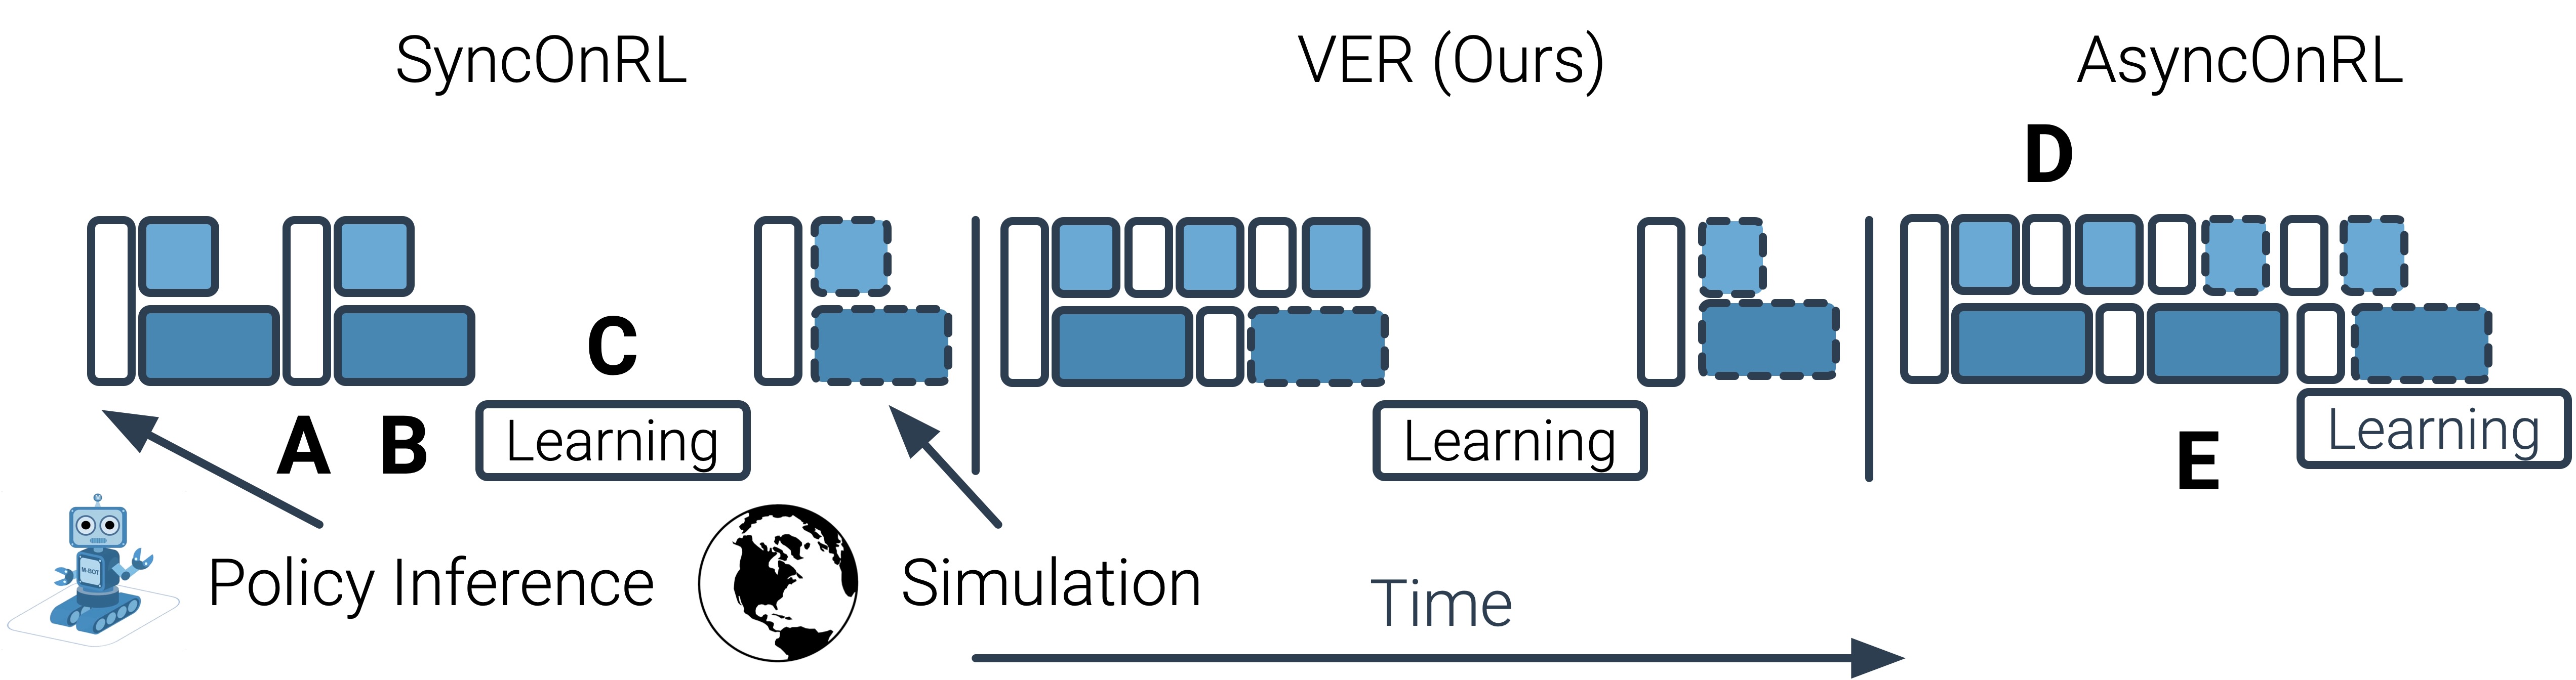 SyncOnRL
VER (Ours)
AsyncOnRL
D
C
A B
Learning
Learning
Learning
E
M-BOT
Policy Inference
Simulation
Time